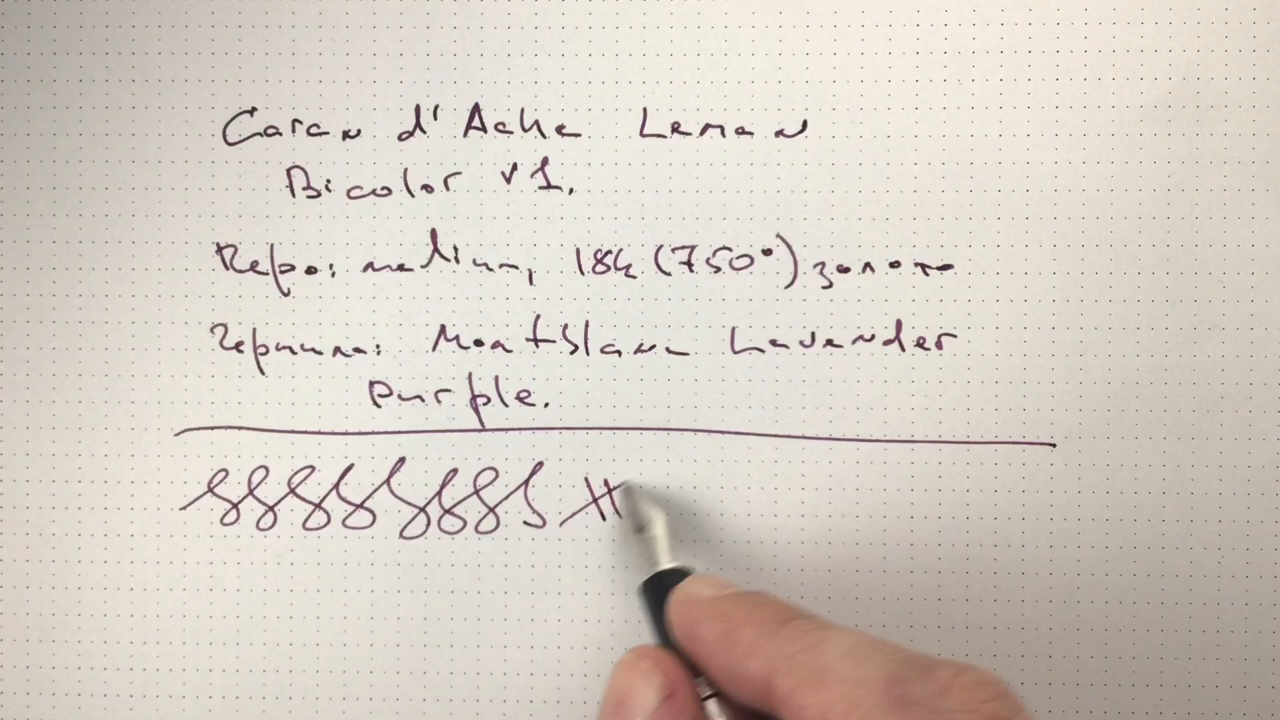 Caran d'Ache Leman
Bicolor v1.
Перо: medium, 18k (750°) золото
Чернила: Montblanc Lavender
Purple.